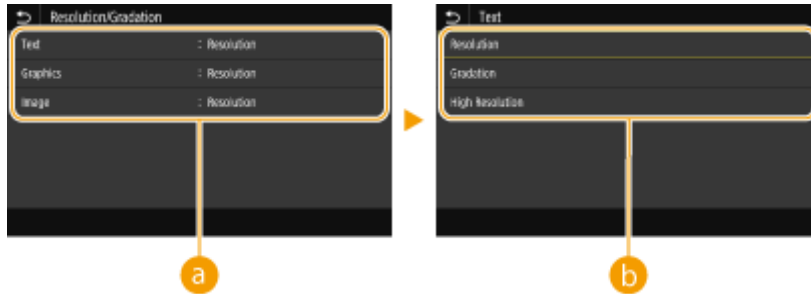 Resolution/Gradation
Text : Resolution
Graphics : Resolution
Image : Resolution
a
Text
Resolution
Gradation
High Resolution
b